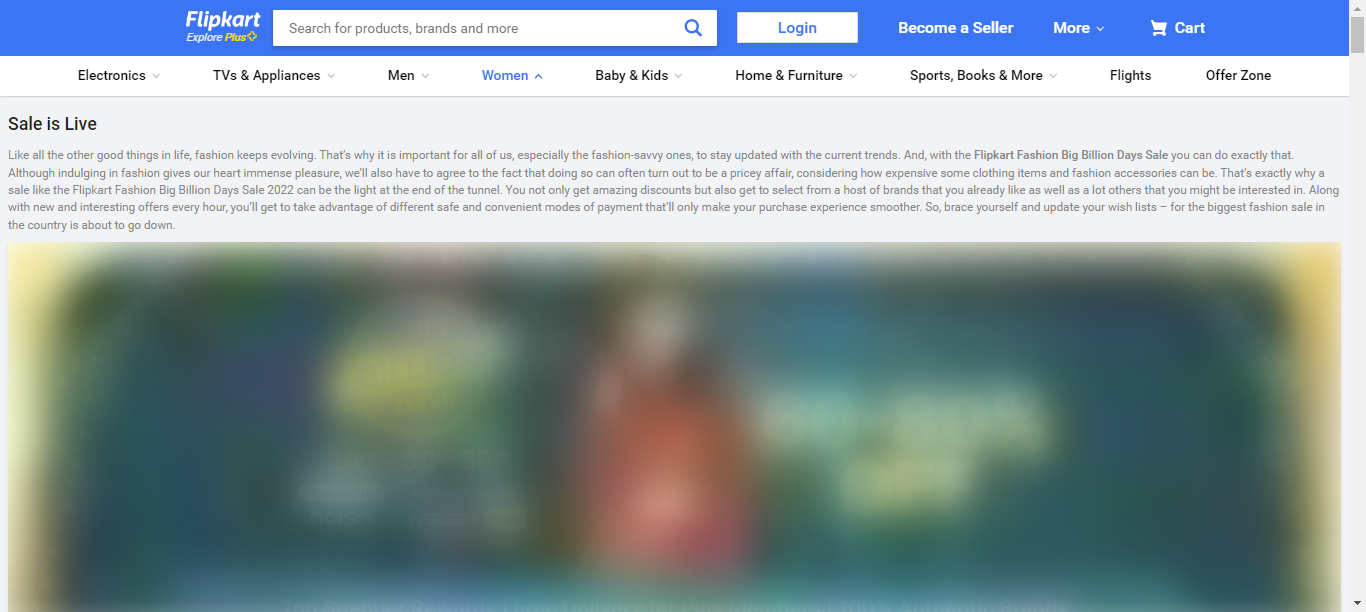 Flipkart
Explore Plus
Search for products, brands and more
Login
Become a Seller
More
Cart
Electronics
TVs & Appliances
Men
Women
Baby & Kids
Home & Furniture
Sports, Books & More
Flights
Offer Zone
Sale is Live
Like all the other good things in life, fashion keeps evolving. That's why it is important for all of us, especially the fashion-savvy ones, to stay updated with the current trends. And, with the Flipkart Fashion Big Billion Days Sale you can do exactly that.
Although indulging in fashion gives our heart immense pleasure, we'll also have to agree to the fact that doing so can often turn out to be a pricey affair, considering how expensive some clothing items and fashion accessories can be. That's exactly why a
sale like the Flipkart Fashion Big Billion Days Sale 2022 can be the light at the end of the tunnel. You not only get amazing discounts but also get to select from a host of brands that you already like as well as a lot others that you might be interested in. Along
with new and interesting offers every hour, you'll get to take advantage of different safe and convenient modes of payment that'll only make your purchase experience smoother. So, brace yourself and update your wish lists – for the biggest fashion sale in
the country is about to go down.
60-80%
OFF